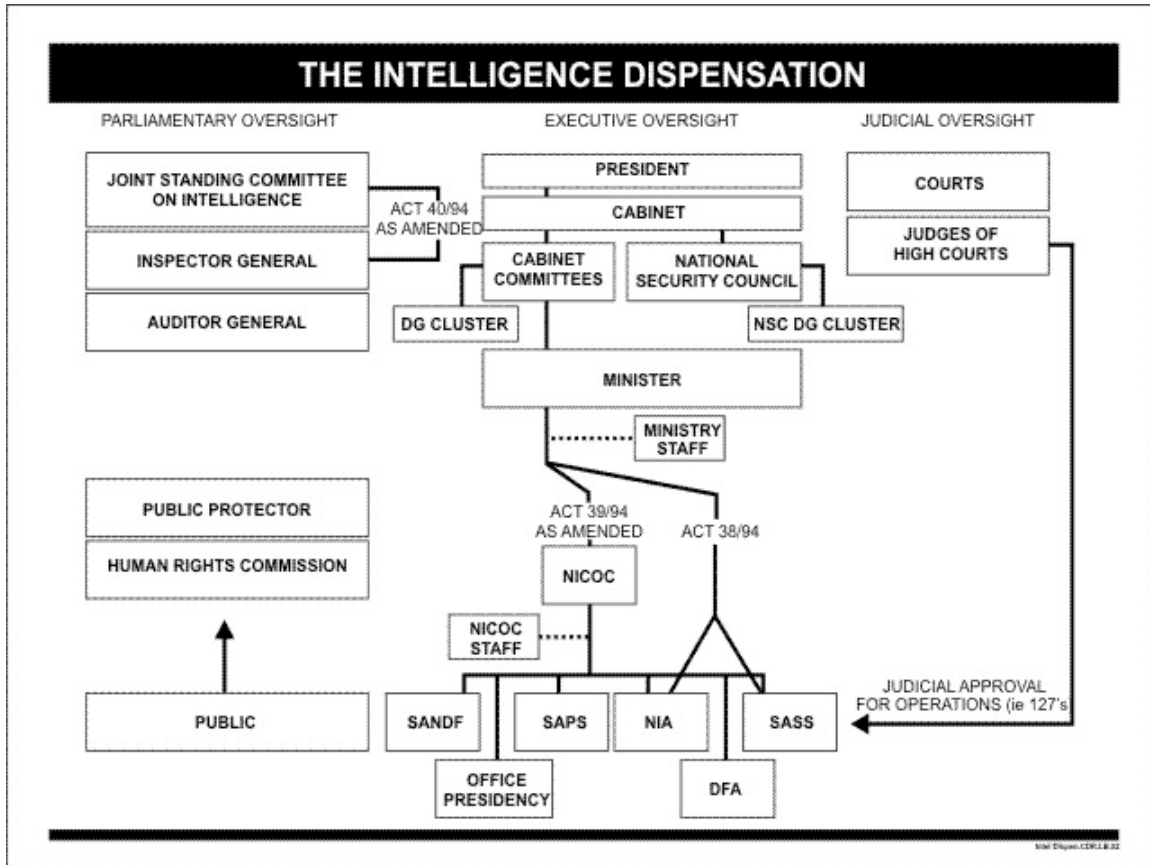 THE INTELLIGENCE DISPENSATION
PARLIAMENTARY OVERSIGHT
EXECUTIVE OVERSIGHT
JUDICIAL OVERSIGHT
JOINT STANDING COMMITTEE
ON INTELLIGENCE
INSPECTOR GENERAL
AUDITOR GENERAL
ACT 40/94
AS AMENDED
PRESIDENT
CABINET
CABINET
COMMITTEES
NATIONAL
SECURITY COUNCIL
DG CLUSTER
NSC DG CLUSTER
COURTS
JUDGES OF
HIGH COURTS
MINISTER
MINISTRY
STAFF
PUBLIC PROTECTOR
HUMAN RIGHTS COMMISSION
ACT 39/94
AS AMENDED
ACT 38/94
NICOC
NICOC
STAFF
PUBLIC
SANDF
SAPS
NIA
SASS
JUDICIAL APPROVAL
FOR OPERATIONS (ie 127's
OFFICE
PRESIDENCY
DFA